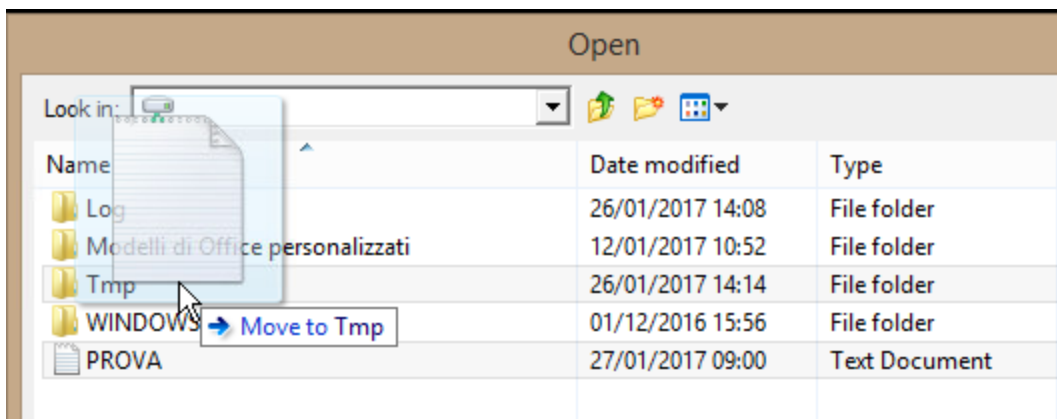 Open
Look in:
Name Date modified Type
Log 26/01/2017 14:08 File folder
Modelli di Office personalizzati 12/01/2017 10:52 File folder
Tmp 26/01/2017 14:14 File folder
WINDOWS 01/12/2016 15:56 File folder
Move to Tmp
PROVA 27/01/2017 09:00 Text Document